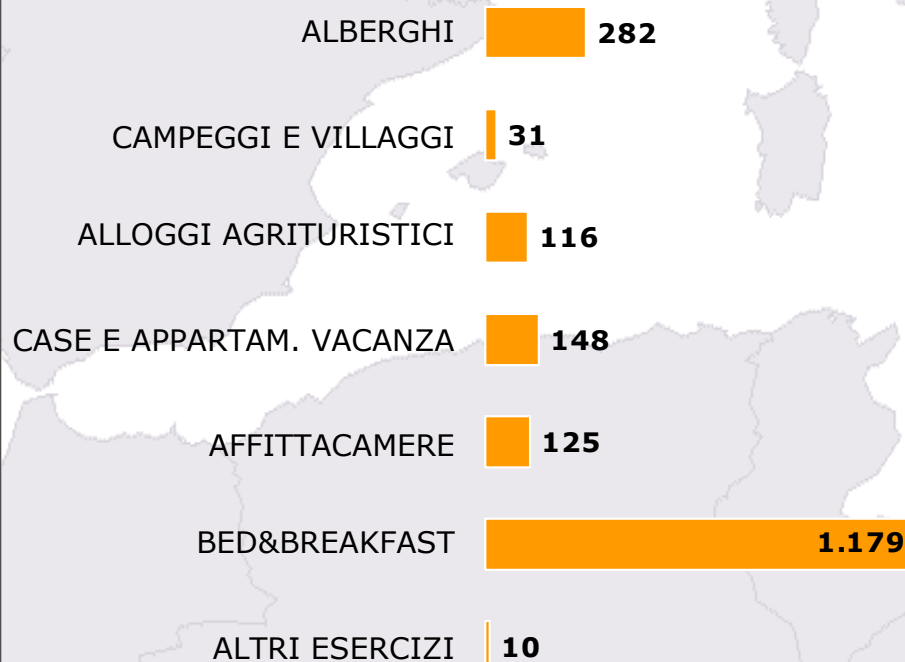 ALBERGHI 282
CAMPEGGI E VILLAGGI 31
ALLOGGI AGRITURISTICI 116
CASE E APPARTAM. VACANZA 148
AFFITTACAMERE 125
BED&BREAKFAST 1.179
ALTRI ESERCIZI 10